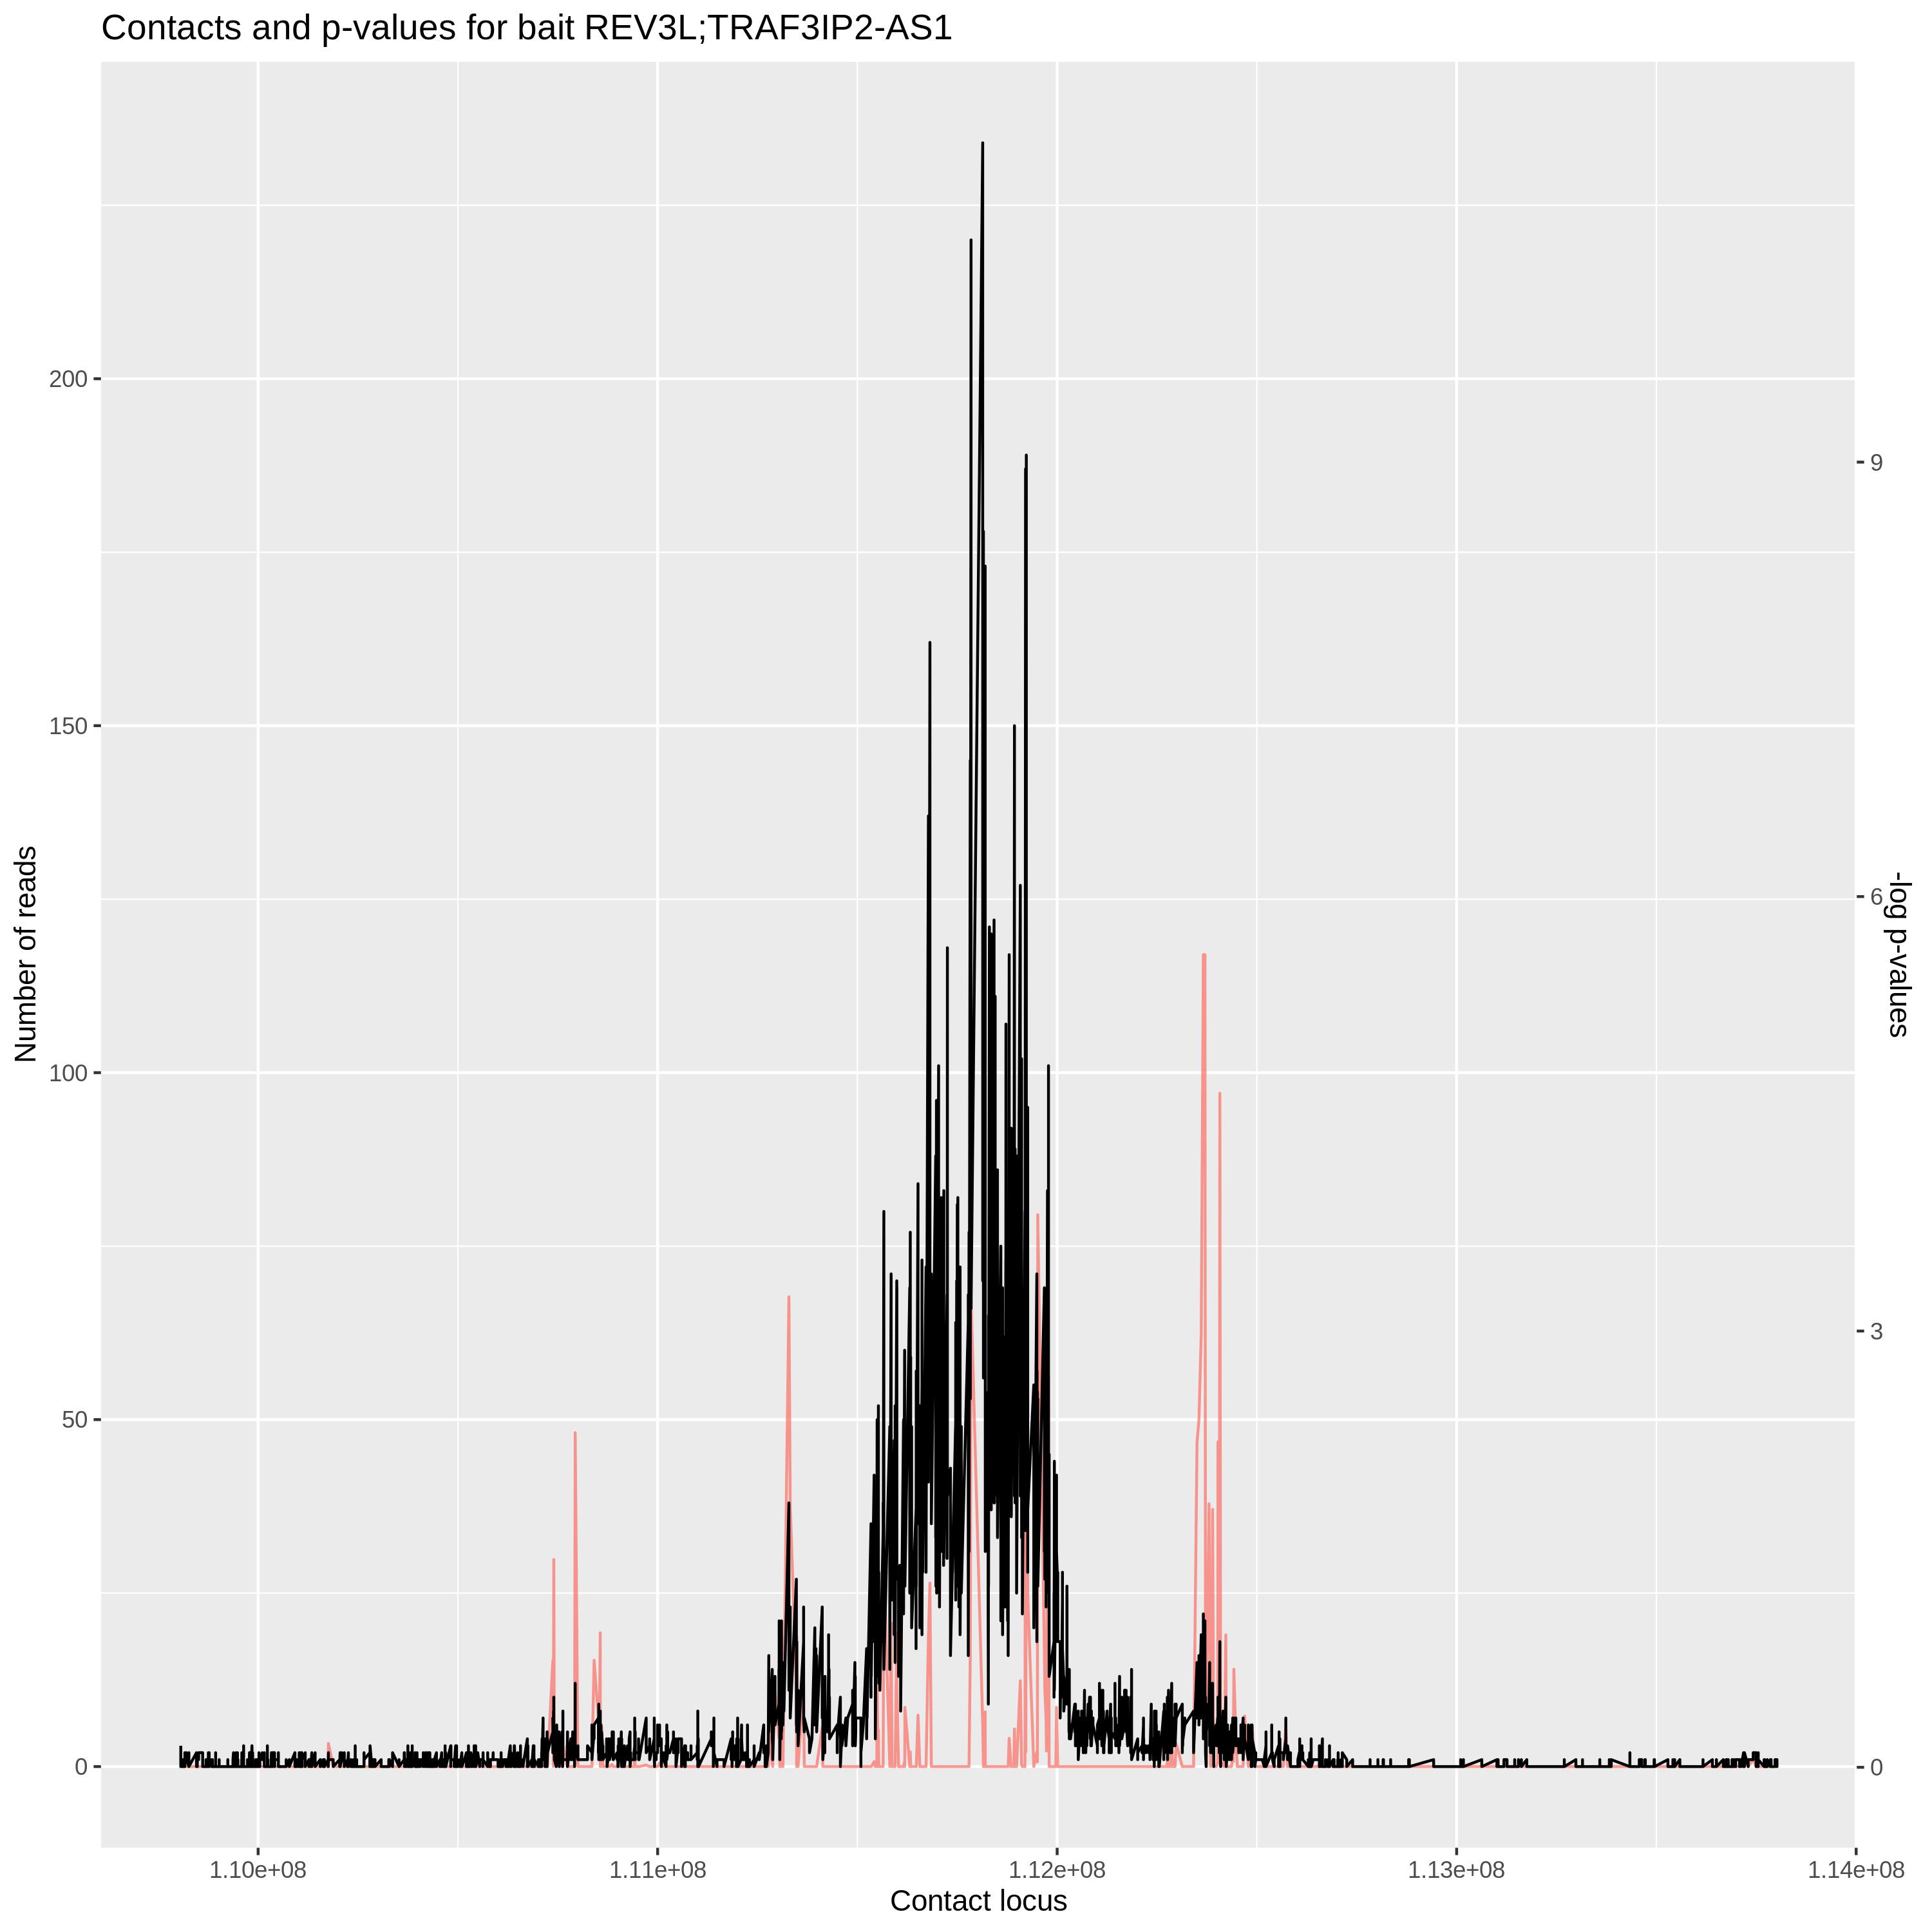 Contacts and p-values for bait REV3L;TRAF3IP2-AS1
Number of reads
200
150
100
50
0
9
6
3
0
-log p-values
1.10e+08
1.11e+08
1.12e+08
1.13e+08
1.14e+08
Contact locus